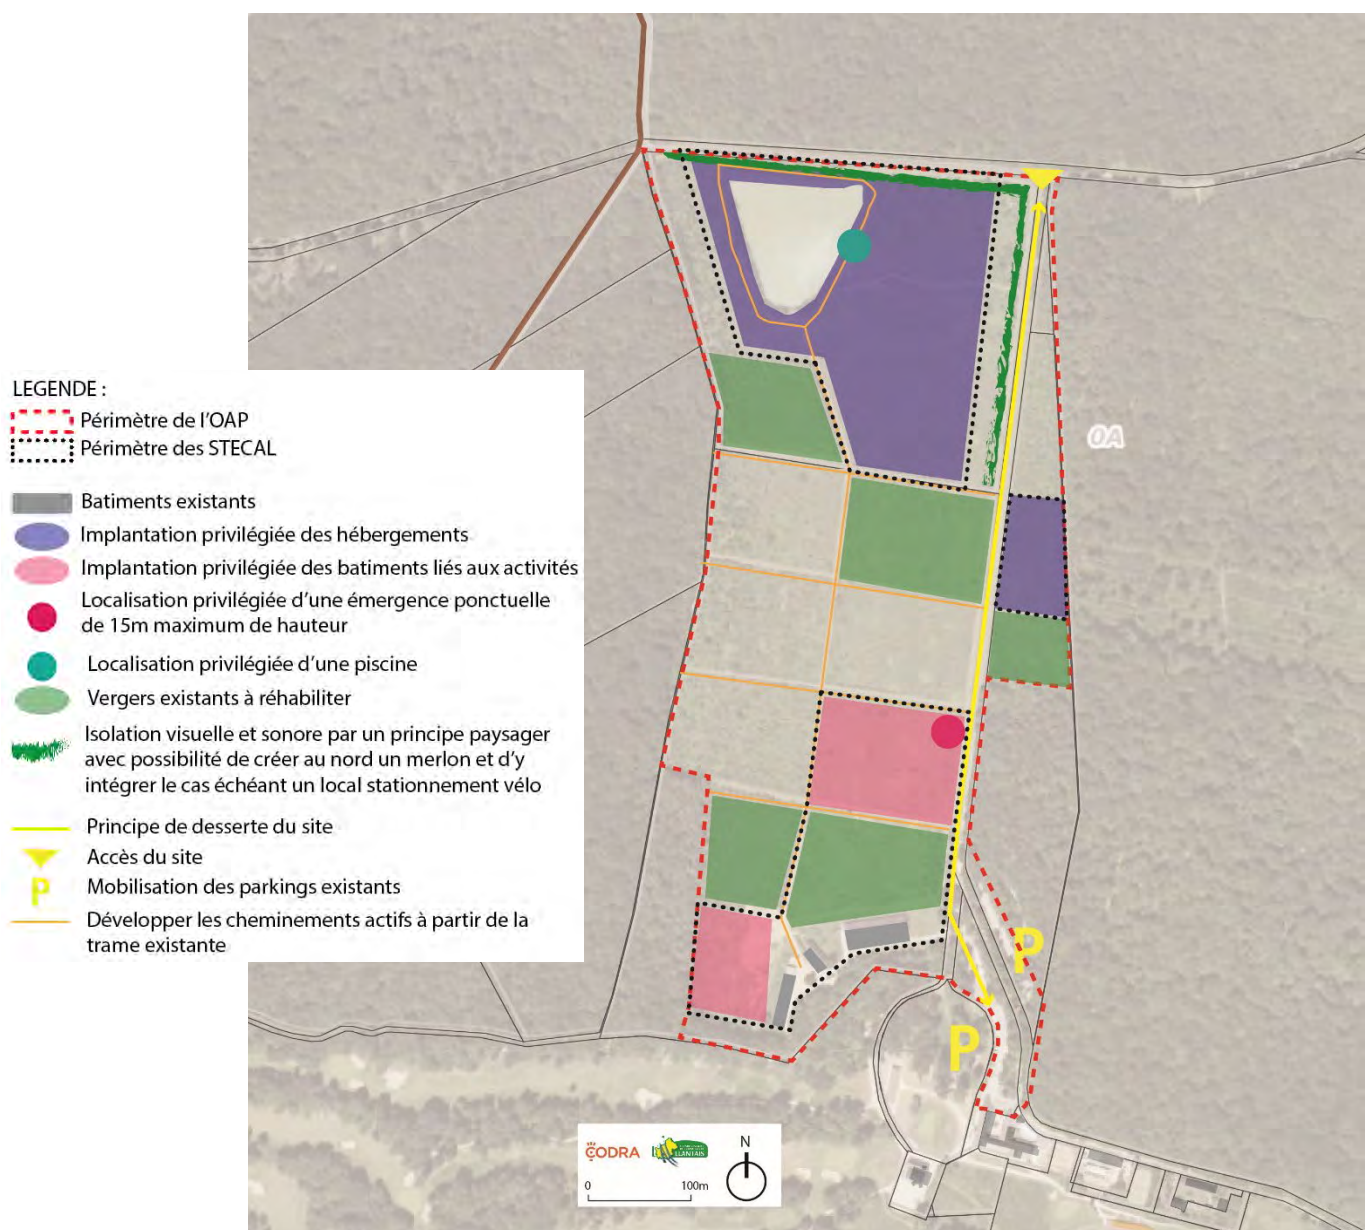 LEGENDE :
Périmètre de l'OAP
Périmètre des STECAL
Batiments existants
Implantation privilégiée des hébergements
Implantation privilégiée des batiments liés aux activités
Localisation privilégiée d'une émergence ponctuelle
de 15m maximum de hauteur
Localisation privilégiée d'une piscine
Vergers existants à réhabiliter
Isolation visuelle et sonore par un principe paysager
avec possibilité de créer au nord un merlon et d'y
intégrer le cas échéant un local stationnement vélo
Principe de desserte du site
Accès du site
P
Mobilisation des parkings existants
Développer les cheminements actifs à partir de la
trame existante
0A
P
P
CODRA
LLANTAIS
N
0
100m